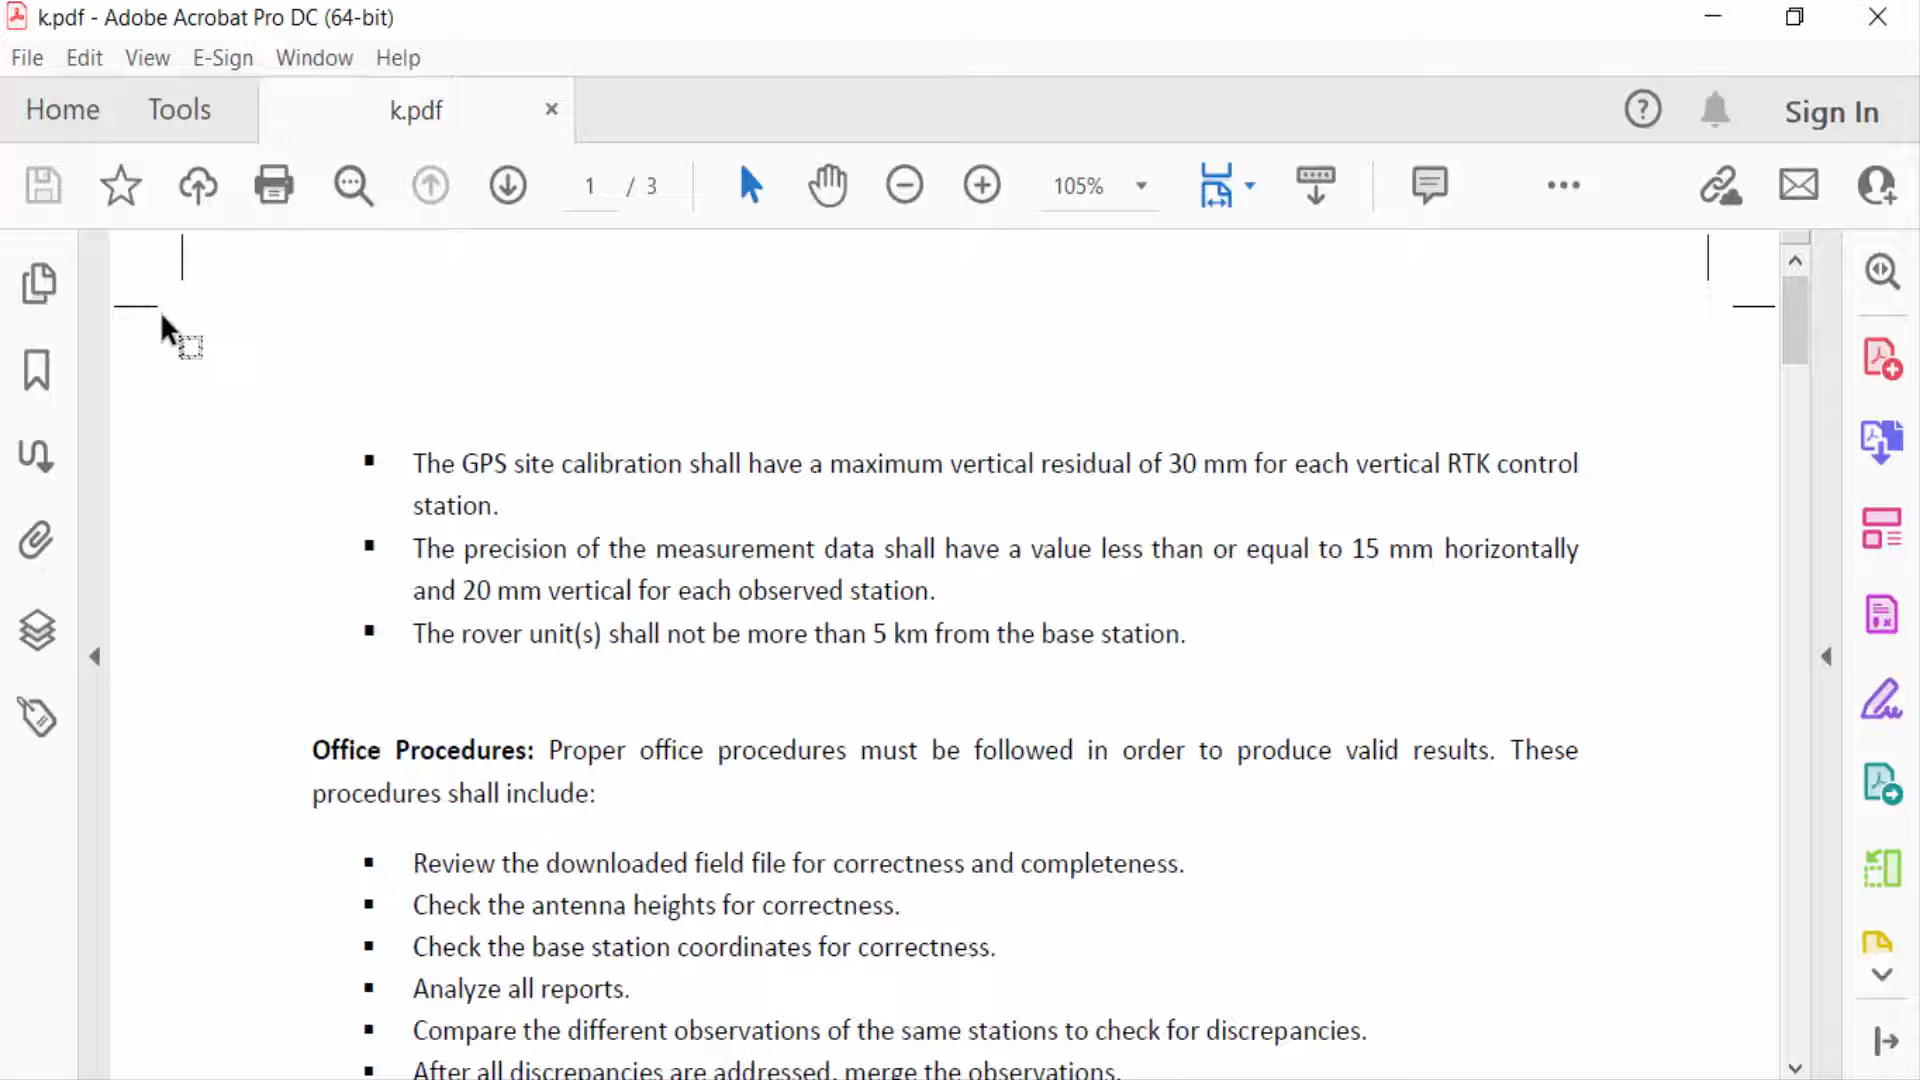 k.pdf - Adobe Acrobat Pro DC (64-bit)
File Edit View E-Sign Window Help
Home Tools k.pdf × ? Sign In
1 / 3 105%
▪ The GPS site calibration shall have a maximum vertical residual of 30 mm for each vertical RTK control
station.
▪ The precision of the measurement data shall have a value less than or equal to 15 mm horizontally
and 20 mm vertical for each observed station.
▪ The rover unit(s) shall not be more than 5 km from the base station.
Office Procedures: Proper office procedures must be followed in order to produce valid results. These
procedures shall include:
▪ Review the downloaded field file for correctness and completeness.
▪ Check the antenna heights for correctness.
▪ Check the base station coordinates for correctness.
▪ Analyze all reports.
▪ Compare the different observations of the same stations to check for discrepancies.
▪ After all discrepancies are addressed, merge the observations.